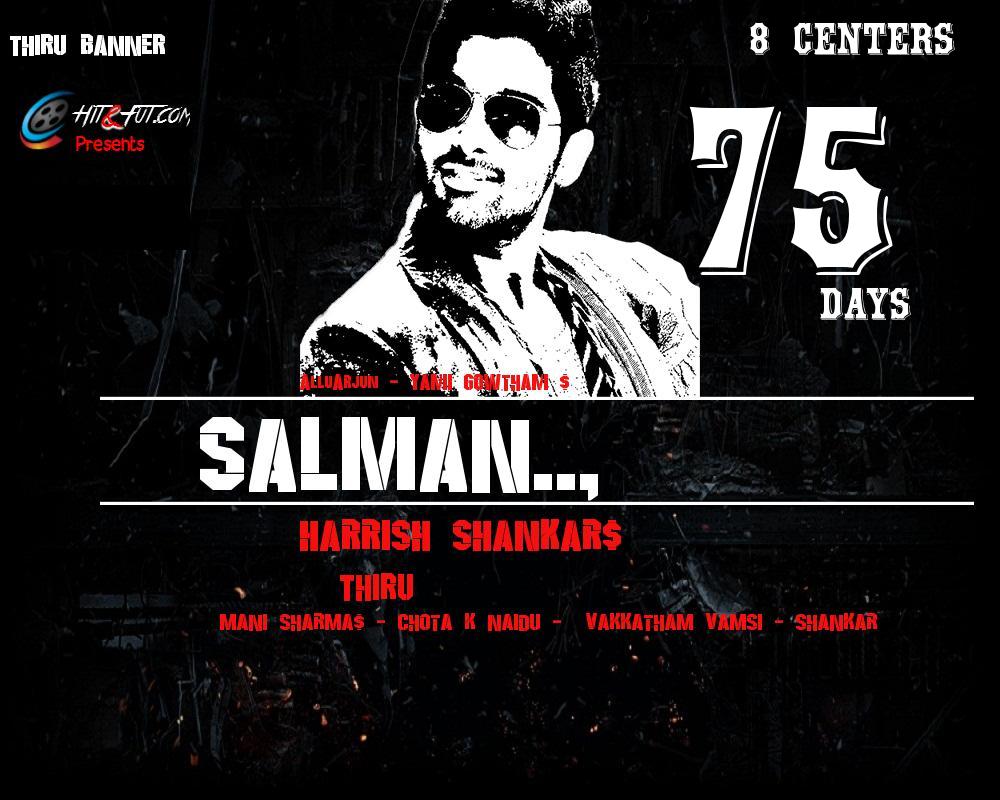 THIRU BANNER
8 CENTERS
HIT&FUT.COM
Presents
75
DAYS
ALLUARJUN - YANII GOWTHAM $
SALMAN..,
HARRISH SHANKAR$
THIRU
MANI SHARMA$ - CHOTA K NAIDU - VAKKATHAM VAMSI - SHANKAR